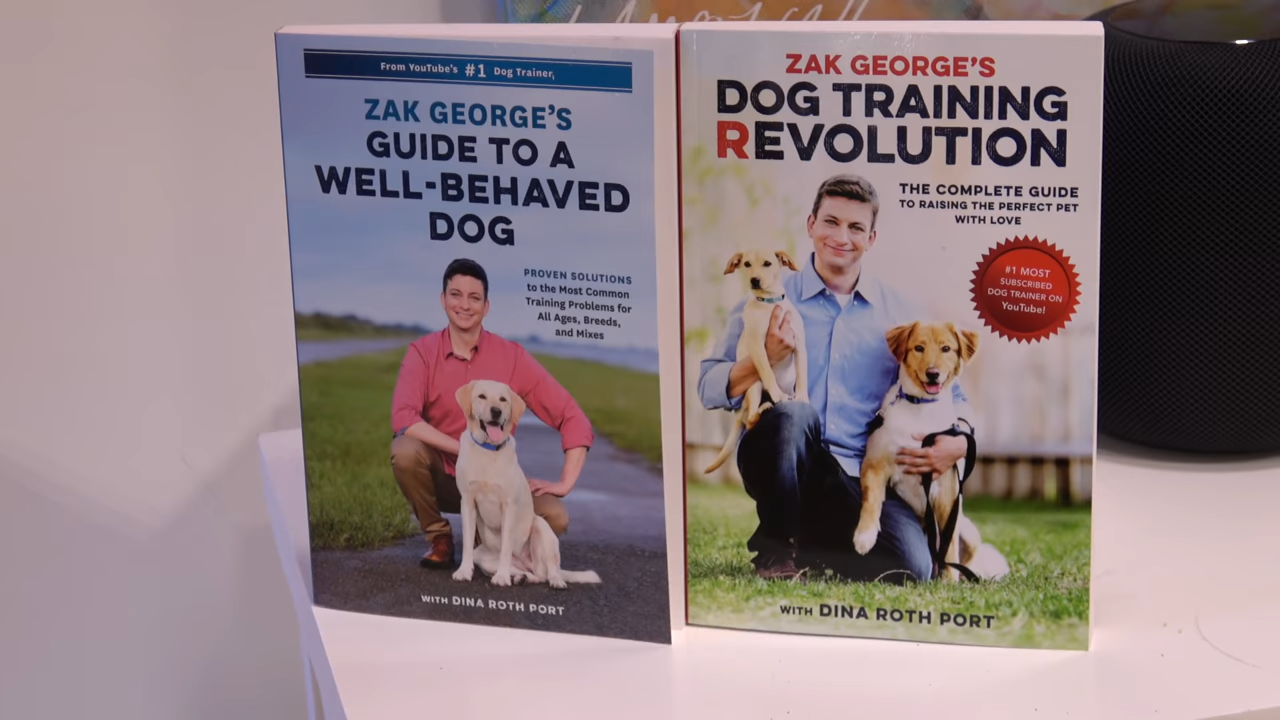 From YouTube's #1 Dog Trainer,
ZAK GEORGE'S
GUIDE TO A
WELL-BEHAVED
DOG
PROVEN SOLUTIONS
to the Most Common
Training Problems for
All Ages, Breeds,
and Mixes
WITH DINA ROTH PORT
ZAK GEORGE'S
DOG TRAINING
REVOLUTION
THE COMPLETE GUIDE
TO RAISING THE PERFECT PET
WITH LOVE
#1 MOST
SUBSCRIBED
DOG TRAINER ON
YouTube!
WITH DINA ROTH PORT